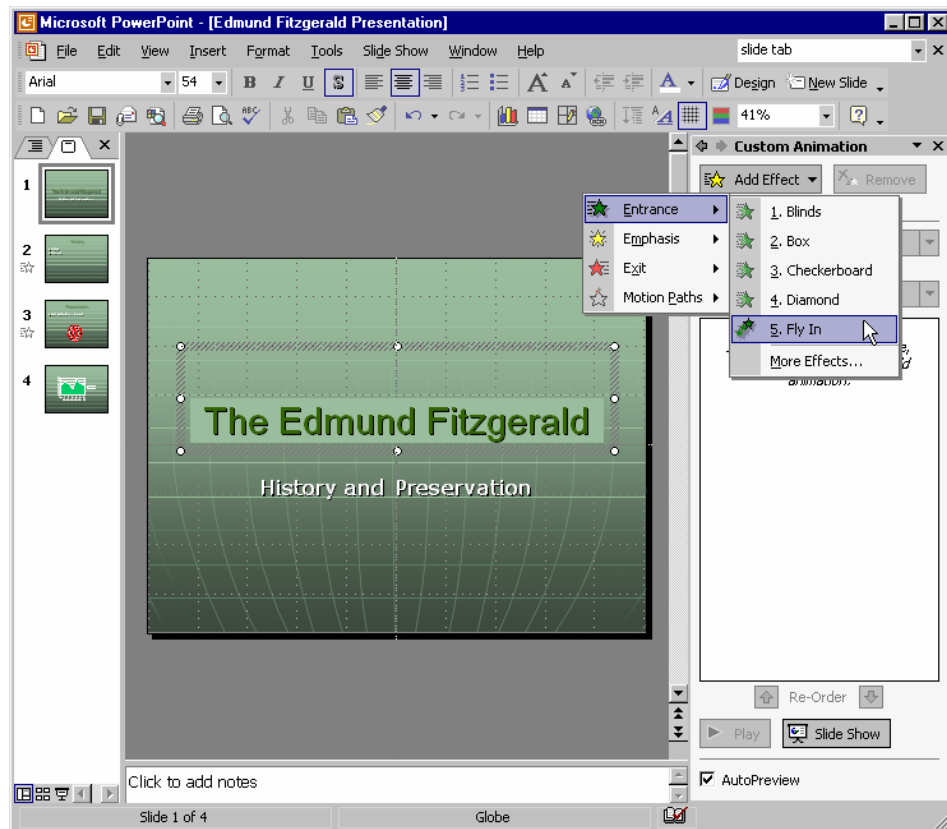 Microsoft PowerPoint - [Edmund Fitzgerald Presentation]
File Edit View Insert Format Tools Slide Show Window Help slide tab
Arial 54 B I U S A A A Design New Slide
ABC 41%
Custom Animation
Add Effect Remove
1
Entrance 1. Blinds
2 Emphasis 2. Box
Exit 3. Checkerboard
Motion Paths 4. Diamond
3 5. Fly In
More Effects...
animation.
4
The Edmund Fitzgerald
History and Preservation
Re-Order
Play Slide Show
Click to add notes AutoPreview
Slide 1 of 4 Globe